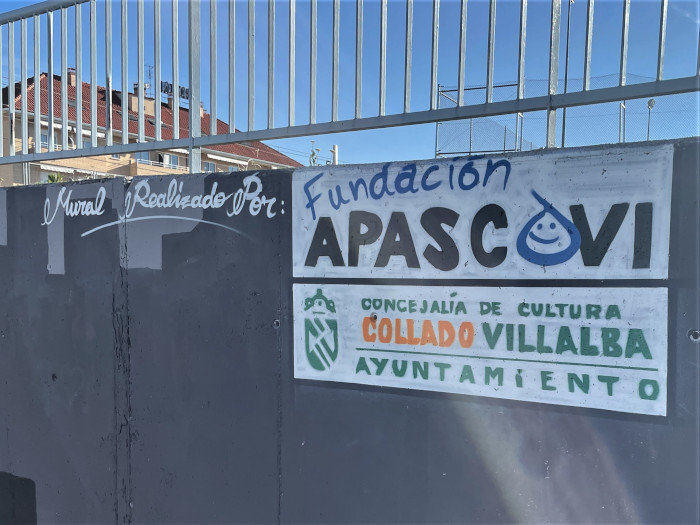 Mural Realizado Por:
Fundación
APASCOVI
CONCEJALÍA DE CULTURA
COLLADO VILLALBA
AYUNTAMIENTO